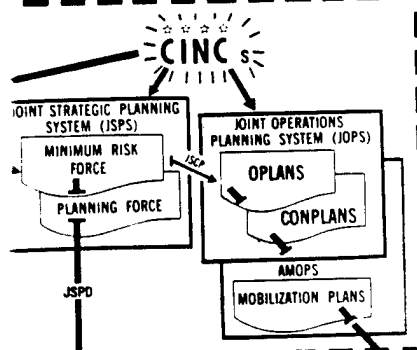 CINCs
JOINT STRATEGIC PLANNING
SYSTEM (JSPS)
MINIMUM RISK
FORCE
PLANNING FORCE
JSPD
JSCP
JOINT OPERATIONS
PLANNING SYSTEM (JOPS)
OPLANS
CONPLANS
AMOPS
MOBILIZATION PLANS